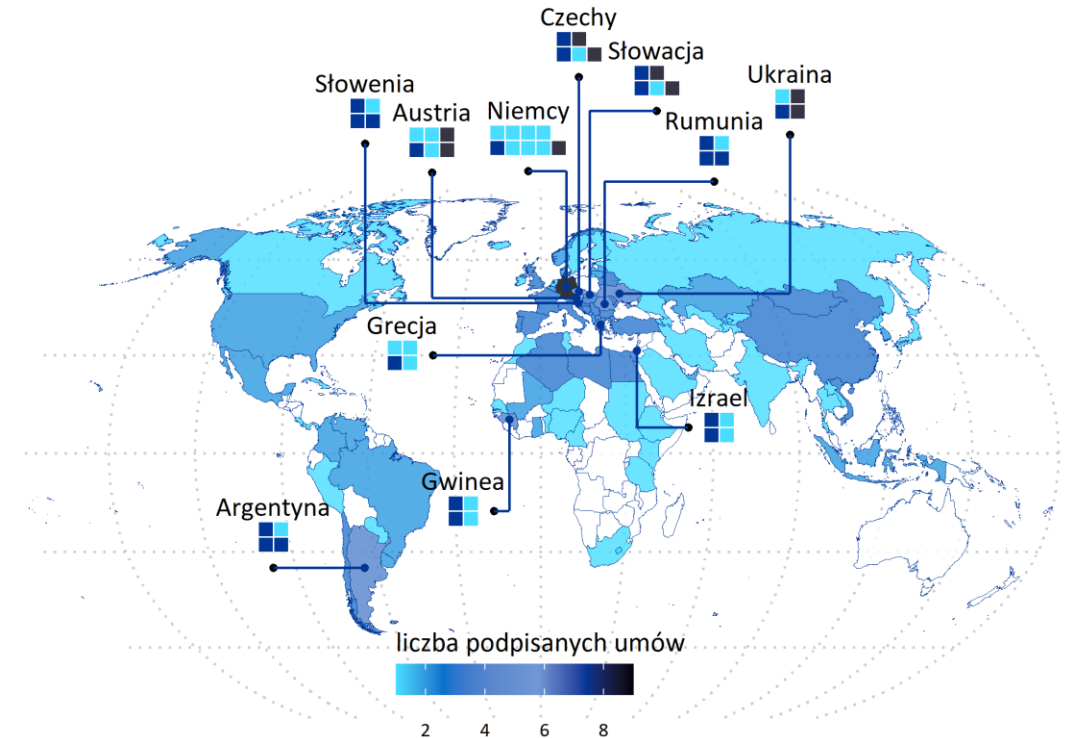 Czechy
Słowacja
Ukraina
Słowenia
Austria
Niemcy
Rumunia
Grecja
Izrael
Gwinea
Argentyna
liczba podpisanych umów
2 4 6 8